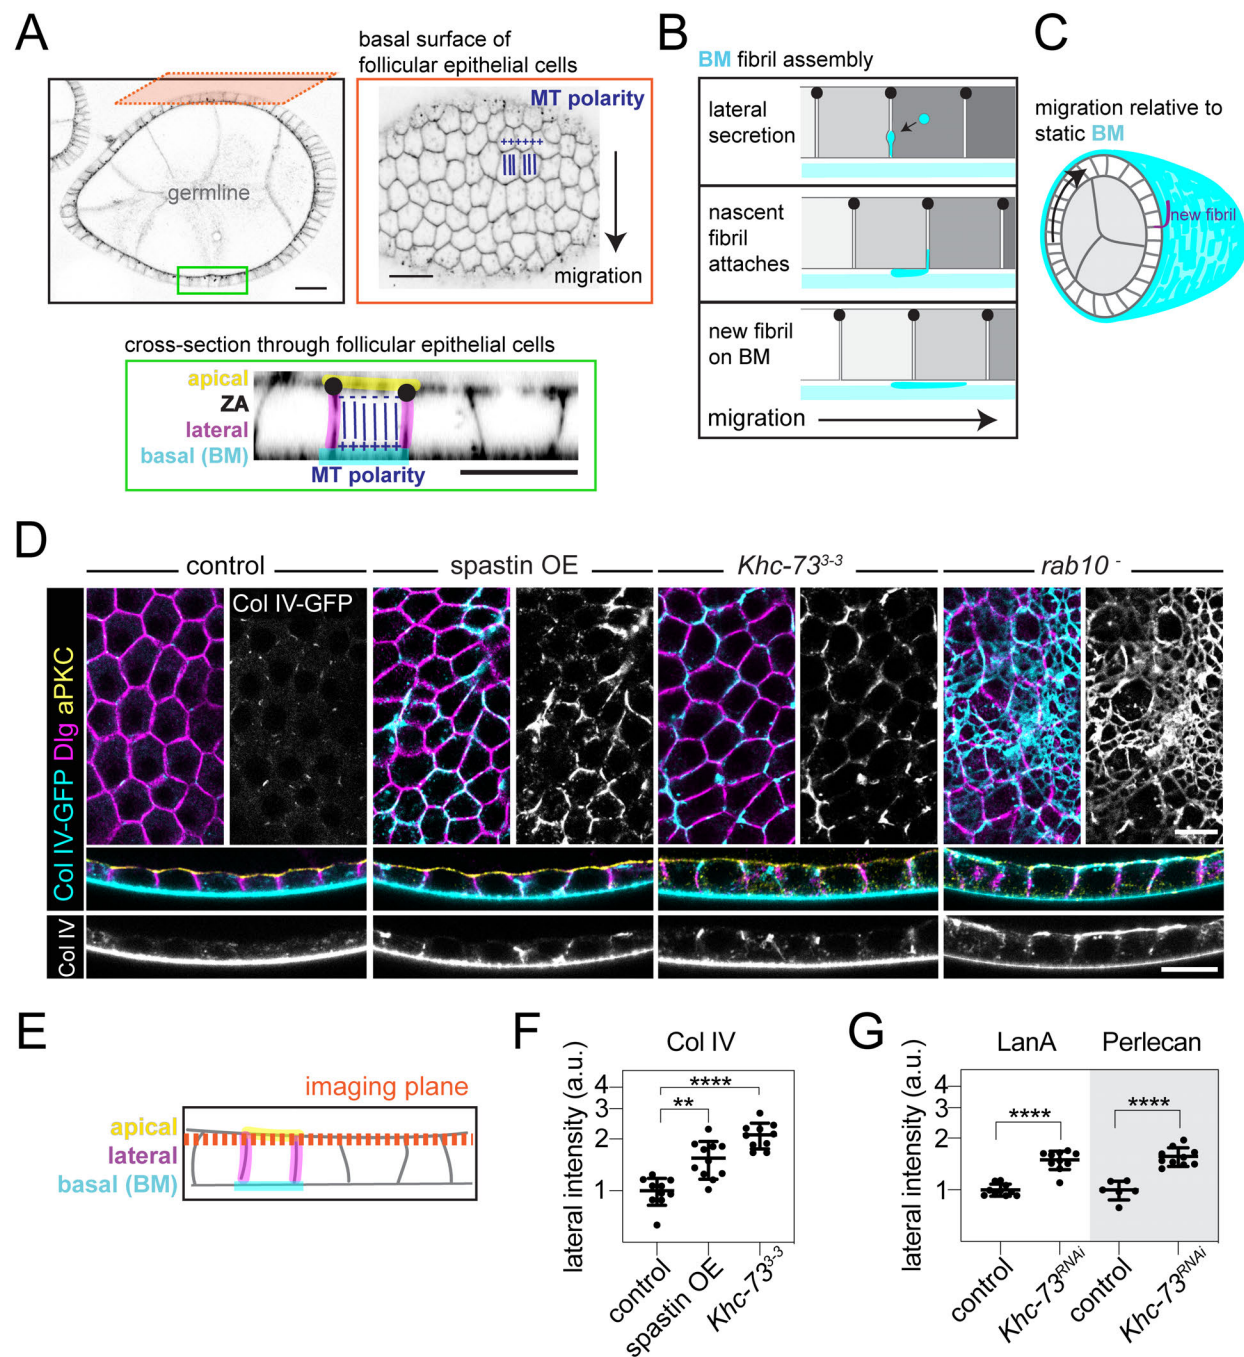 A
basal surface of
follicular epithelial cells
germline
MT polarity
++++++
migration
cross-section through follicular epithelial cells
apical
ZA
lateral
basal (BM)
++++++
MT polarity
B
BM fibril assembly
lateral
secretion
nascent
fibril
attaches
new fibril
on BM
migration
C
migration relative to
static BM
new fibril
D
control
spastin OE
Khc-73³⁻³
rab10 ⁻
Col IV-GFP Dlg aPKC
Col IV-GFP
Col IV
E
imaging plane
apical
lateral
basal (BM)
F
Col IV
lateral intensity (a.u.)
4
3
2
1
****
**
control
spastin OE
Khc-73³⁻³
G
LanA
Perlecan
lateral intensity (a.u.)
4
3
2
1
****
****
control
Khc-73ᴿᴺᴬⁱ
control
Khc-73ᴿᴺᴬⁱ